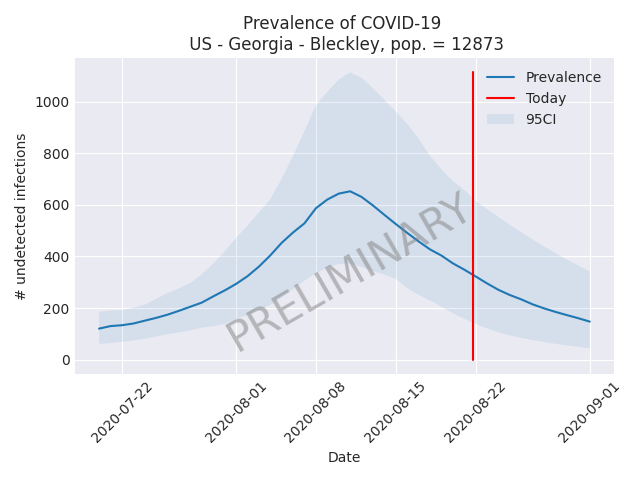 Prevalence of COVID-19
US - Georgia - Bleckley, pop. = 12873
# undetected infections
1000
800
600
400
200
0
Prevalence
Today
95CI
PRELIMINARY
2020-07-22
2020-08-01
2020-08-08
2020-08-15
2020-08-22
2020-09-01
Date